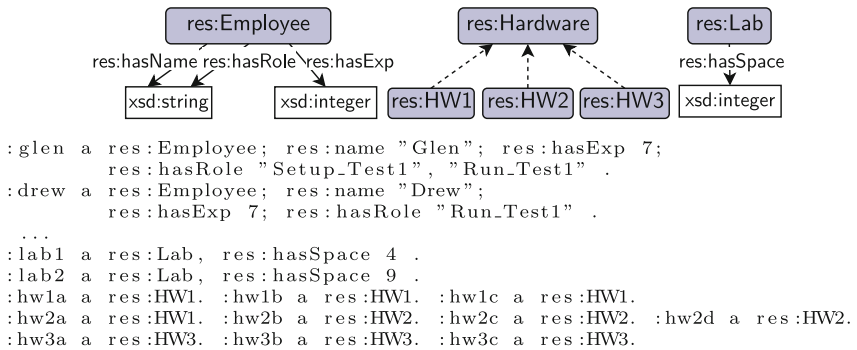 res:Employee res:Hardware res:Lab
res:hasName res:hasRole res:hasExp res:hasSpace
xsd:string xsd:integer res:HW1 res:HW2 res:HW3 xsd:integer
:glen a res:Employee; res:name "Glen"; res:hasExp 7;
res:hasRole "Setup_Test1", "Run_Test1" .
:drew a res:Employee; res:name "Drew";
res:hasExp 7; res:hasRole "Run_Test1" .
...
:lab1 a res:Lab, res:hasSpace 4 .
:lab2 a res:Lab, res:hasSpace 9 .
:hw1a a res:HW1. :hw1b a res:HW1. :hw1c a res:HW1.
:hw2a a res:HW1. :hw2b a res:HW2. :hw2c a res:HW2. :hw2d a res:HW2.
:hw3a a res:HW3. :hw3b a res:HW3. :hw3c a res:HW3.